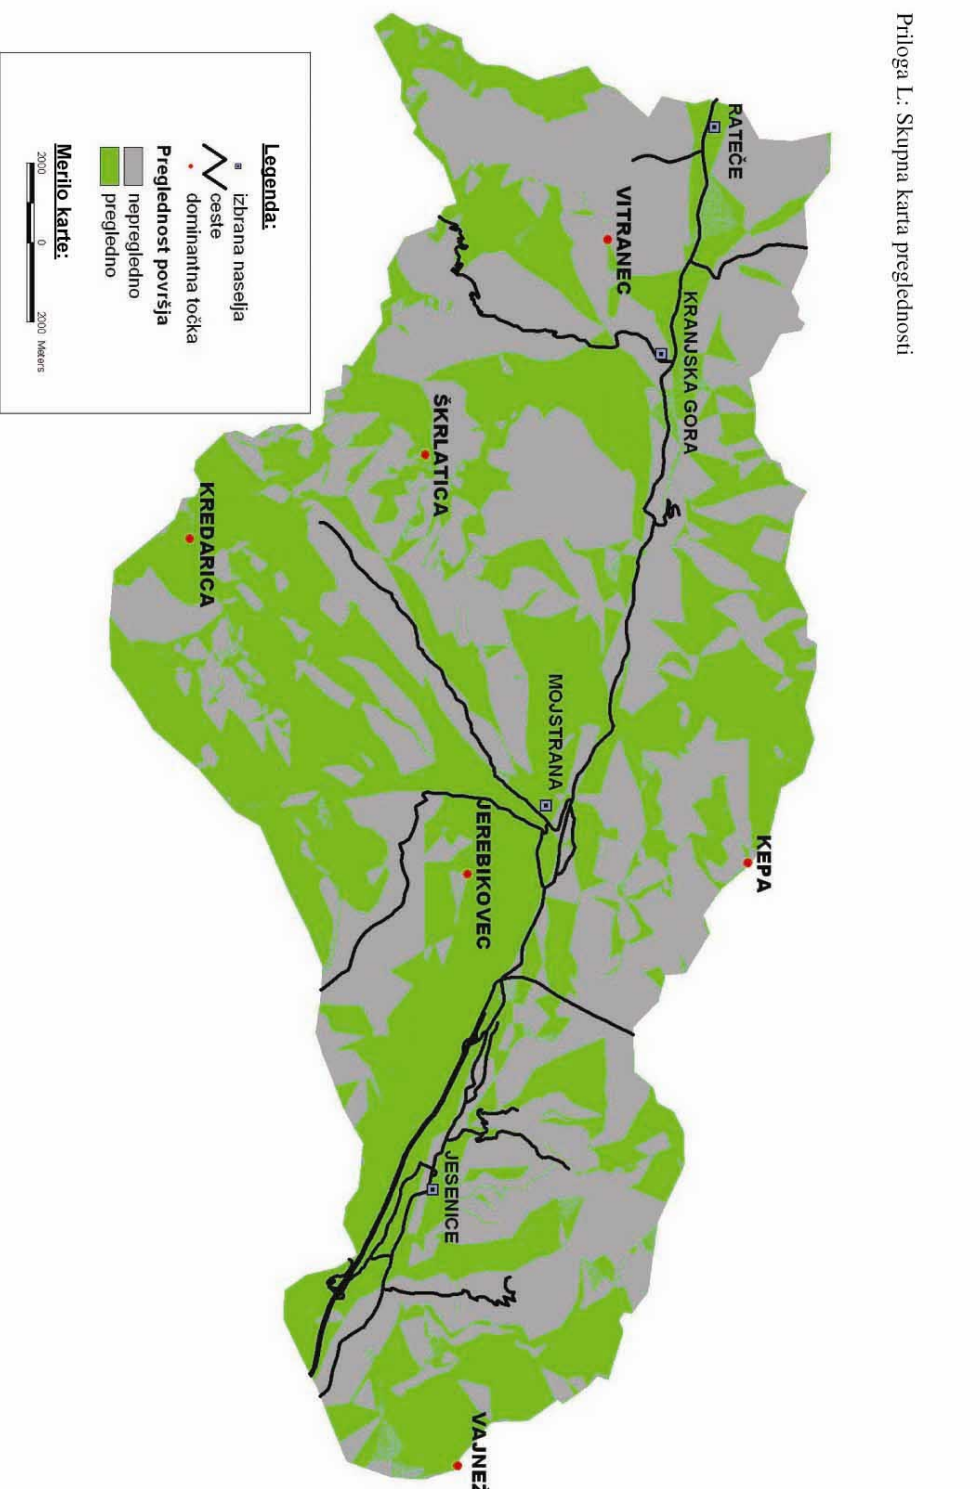 Priloga L: Skupna karta preglednosti
RATEČE
VITRANEC
KRANJSKA GORA
ŠKRLATICA
KREDARICA
MOJSTRANA
KEPA
JEREBIKOVEC
JESENICE
Legenda:
izbrana naselja
ceste
dominantna točka
Preglednost površja
nepregledno
pregledno
Merilo karte:
2000 0 2000 Meters